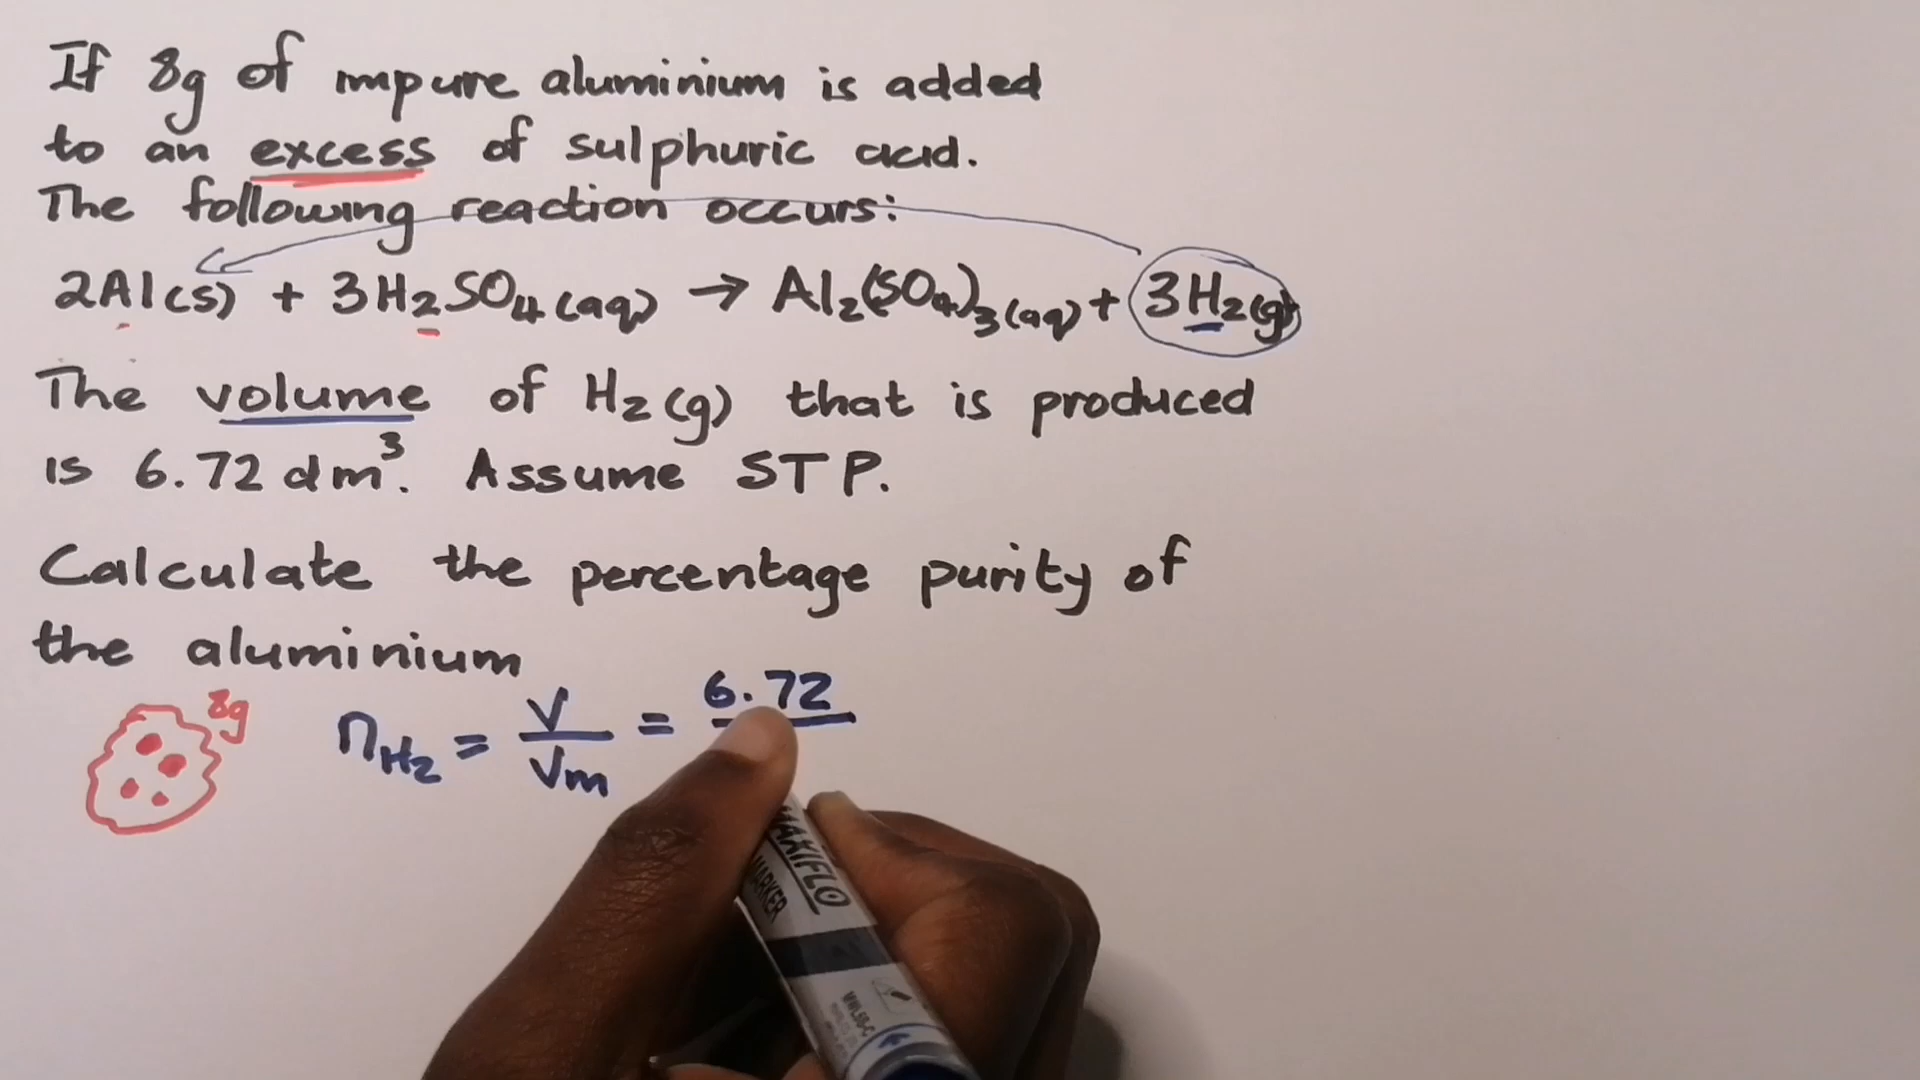 If 8g of impure aluminium is added
to an excess of sulphuric acid.
The following reaction occurs:
2Al(s) + 3H₂SO₄(aq) → Al₂(SO₄)₃(aq) + 3H₂(g)
The volume of H₂(g) that is produced
is 6.72 dm³. Assume STP.
Calculate the percentage purity of
the aluminium
8g
nH₂ = V/Vm = 6.72
MAXIFLO
MARKER